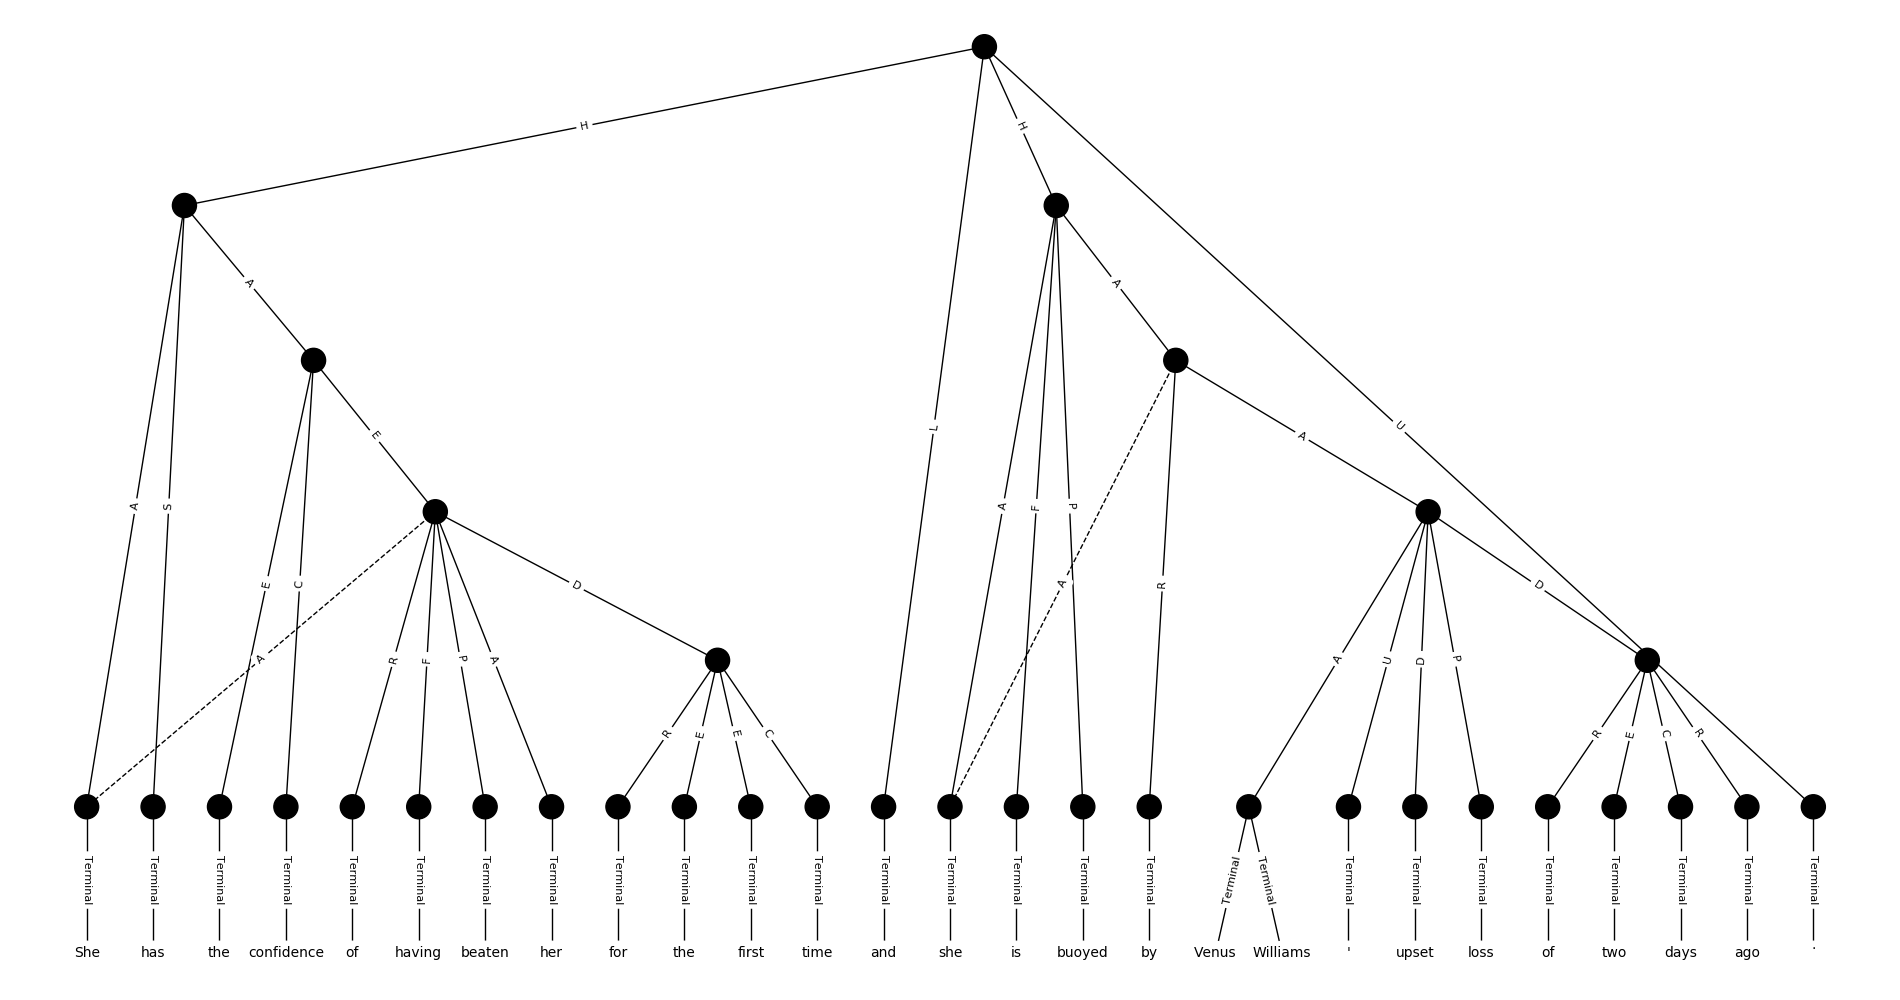 H
H
A
A
L
U
E
A
A
S
A
F
P
E
C
A
R
D
D
A
R
F
P
A
A
U
D
P
R
E
E
C
R
E
C
R
Terminal Terminal Terminal Terminal Terminal Terminal Terminal Terminal Terminal Terminal Terminal Terminal Terminal Terminal Terminal Terminal Terminal Terminal Terminal Terminal Terminal Terminal Terminal Terminal Terminal Terminal Terminal
She has the confidence of having beaten her for the first time and she is buoyed by Venus Williams ' upset loss of two days ago .